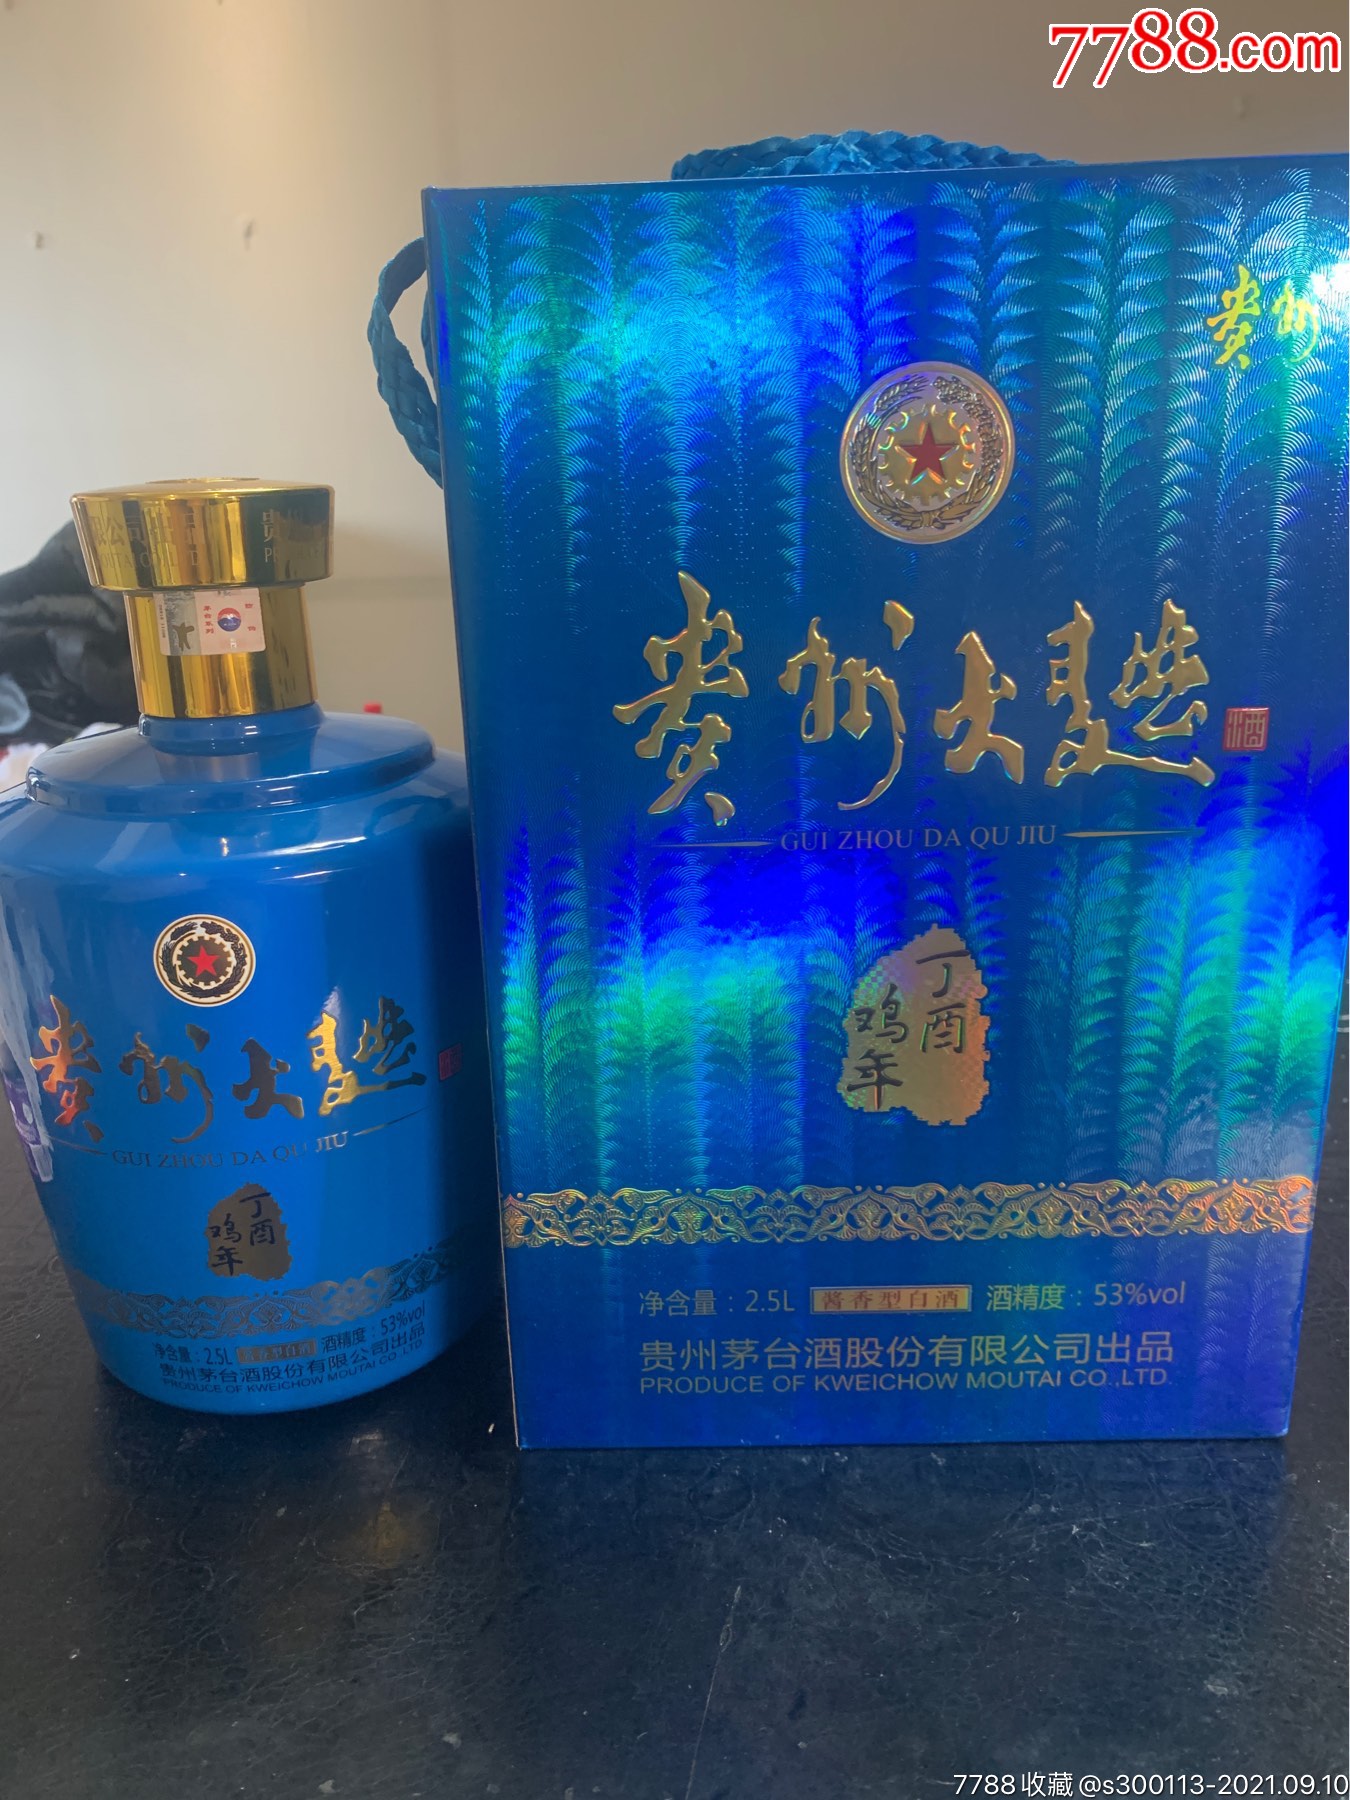 7788.com
贵州
贵州大曲
酒
GUI ZHOU DA QU JIU
丁酉
鸡年
净含量：2.5L 酱香型白酒 酒精度：53%vol
贵州茅台酒股份有限公司出品
PRODUCE OF KWEICHOW MOUTAI CO.,LTD.
贵州大曲
GUI ZHOU DA QU JIU
丁酉
鸡年
净含量：2.5L 酱香型白酒 酒精度：53%vol
贵州茅台酒股份有限公司出品
PRODUCE OF KWEICHOW MOUTAI CO.,LTD.
7788收藏@s300113-2021.09.10